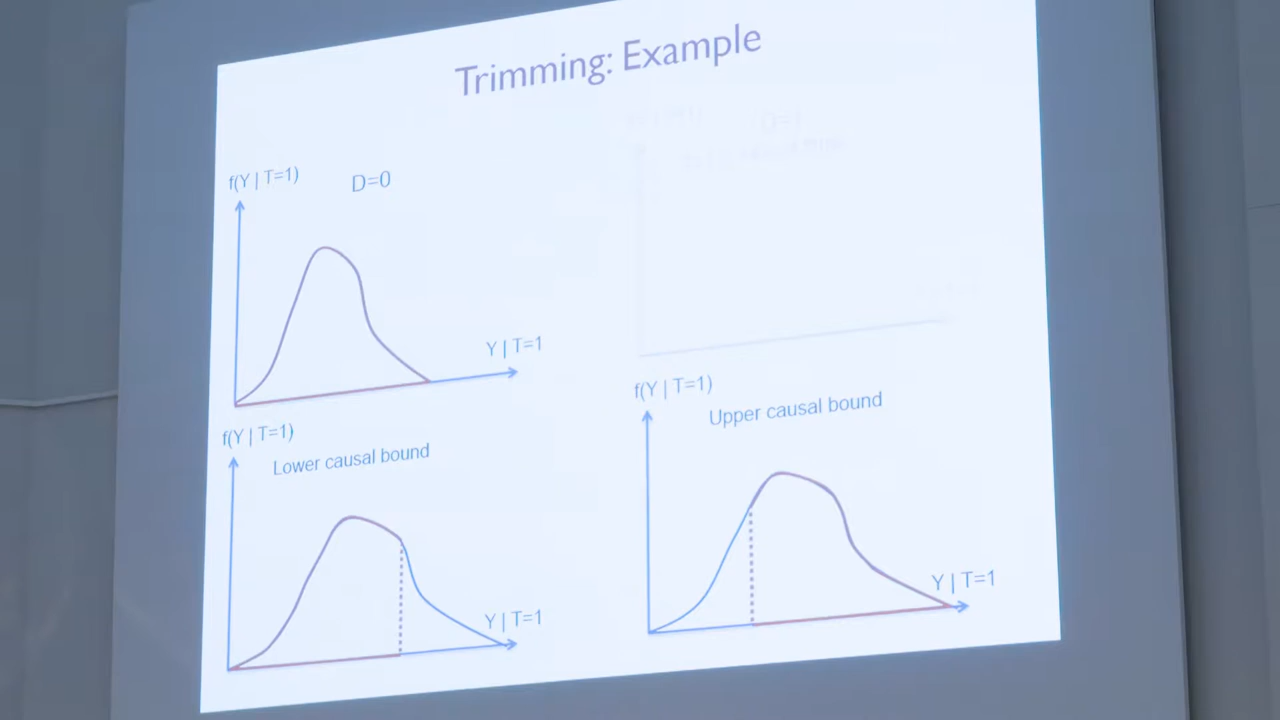 Trimming: Example
f(Y | T=1)
D=0
Y | T=1
f(Y | T=1)
Lower causal bound
Y | T=1
f(Y | T=1)
Upper causal bound
Y | T=1